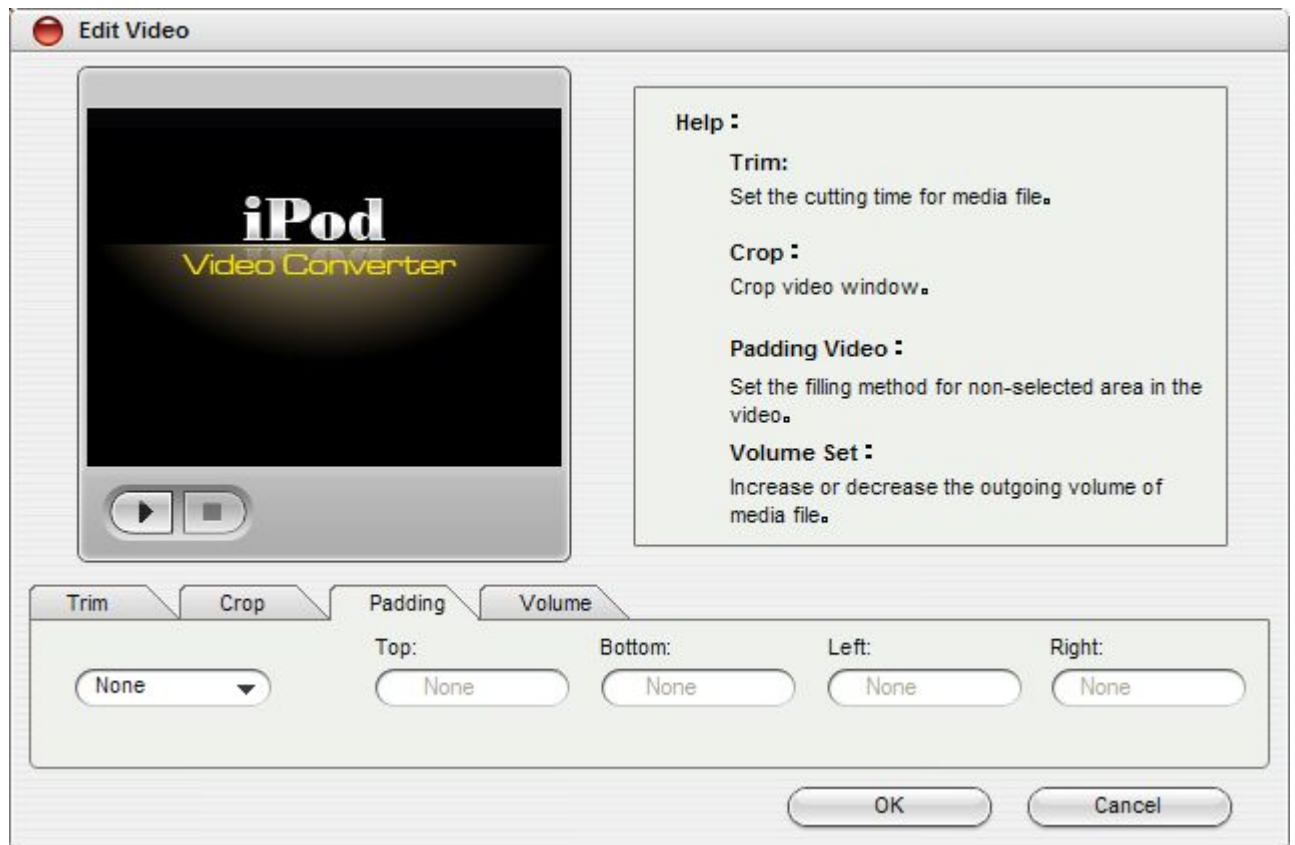 Edit Video
iPod
Video Converter
Help：
Trim:
Set the cutting time for media file。
Crop：
Crop video window。
Padding Video：
Set the filling method for non-selected area in the
video。
Volume Set：
Increase or decrease the outgoing volume of
media file。
Trim Crop Padding Volume
Top: Bottom: Left: Right:
None None None None None
OK Cancel